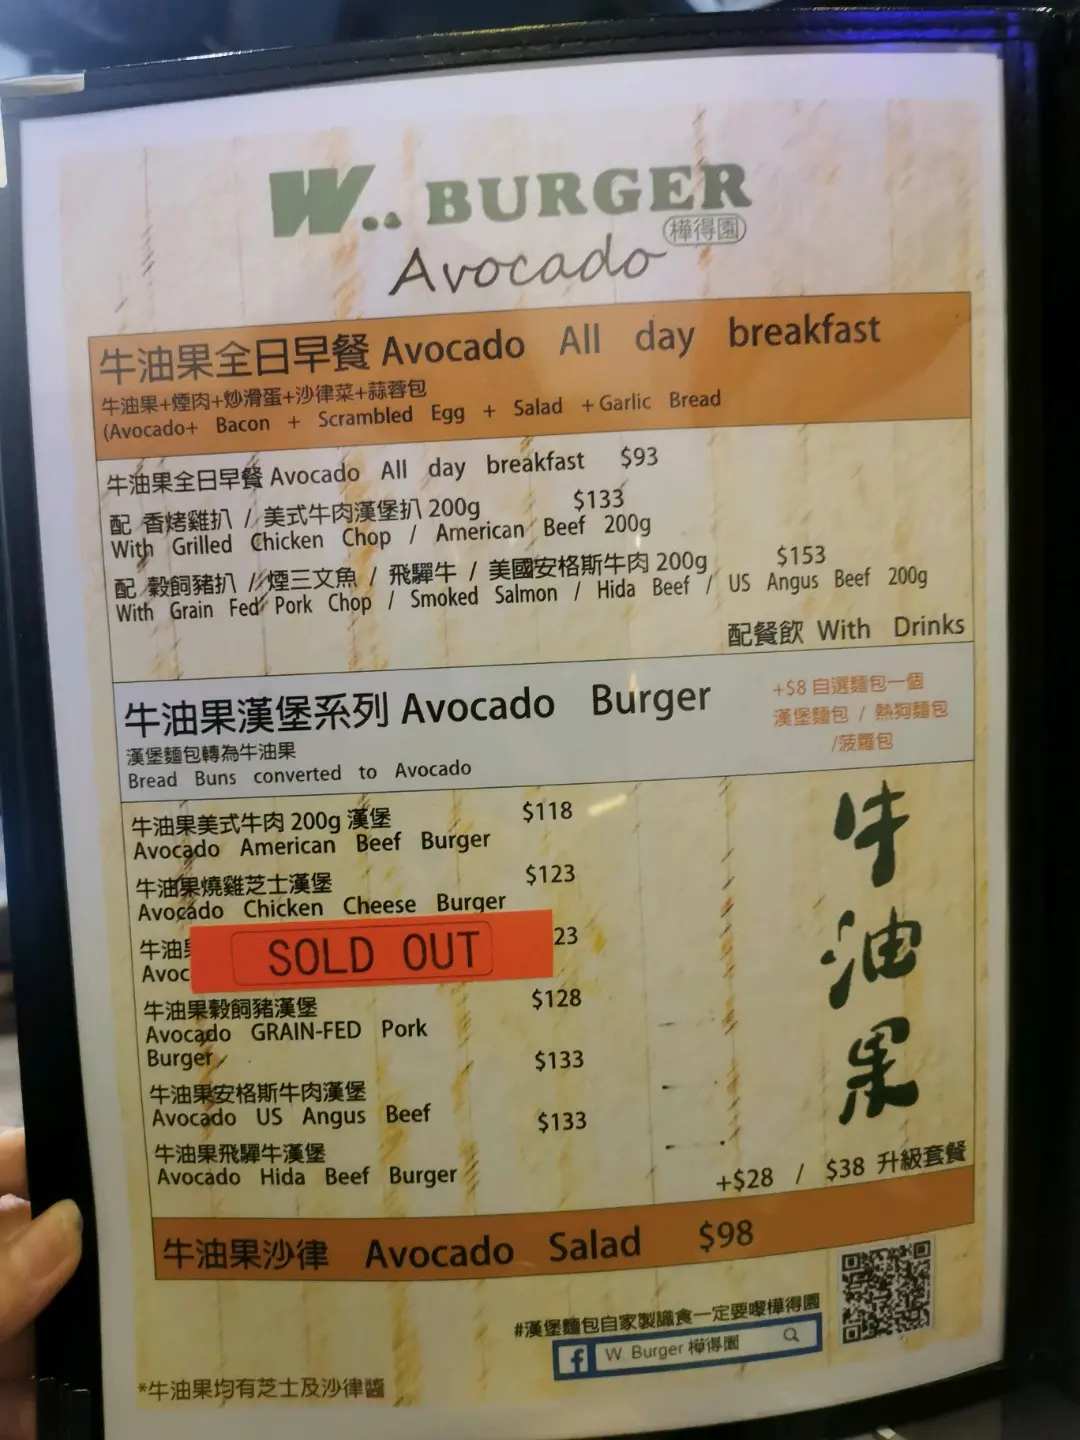 W.. BURGER
樺得園
Avocado
牛油果全日早餐 Avocado All day breakfast
牛油果+煙肉+炒滑蛋+沙律菜+蒜蓉包
(Avocado+ Bacon + Scrambled Egg + Salad +Garlic Bread
牛油果全日早餐 Avocado All day breakfast $93
配 香烤雞扒 / 美式牛肉漢堡扒 200g $133
With Grilled Chicken Chop / American Beef 200g
配 穀飼豬扒 / 煙三文魚 / 飛驒牛 / 美國安格斯牛肉 200g $153
With Grain Fed Pork Chop / Smoked Salmon / Hida Beef / US Angus Beef 200g
配餐飲 With Drinks
牛油果漢堡系列 Avocado Burger
漢堡麵包轉為牛油果
Bread Buns converted to Avocado
+$8 自選麵包一個
漢堡麵包 / 熱狗麵包
/菠蘿包
牛油果美式牛肉 200g 漢堡 $118
Avocado American Beef Burger
牛油果燒雞芝士漢堡 $123
Avocado Chicken Cheese Burger
牛油 23
Avoc
SOLD OUT
牛油果穀飼豬漢堡 $128
Avocado GRAIN-FED Pork
Burger $133
牛油果安格斯牛肉漢堡
Avocado US Angus Beef $133
牛油果飛驒牛漢堡
Avocado Hida Beef Burger
牛油果
+$28 / $38 升級套餐
牛油果沙律 Avocado Salad $98
#漢堡麵包自家製識食一定要嚟樺得園
f W. Burger 樺得園
*牛油果均有芝士及沙律醬